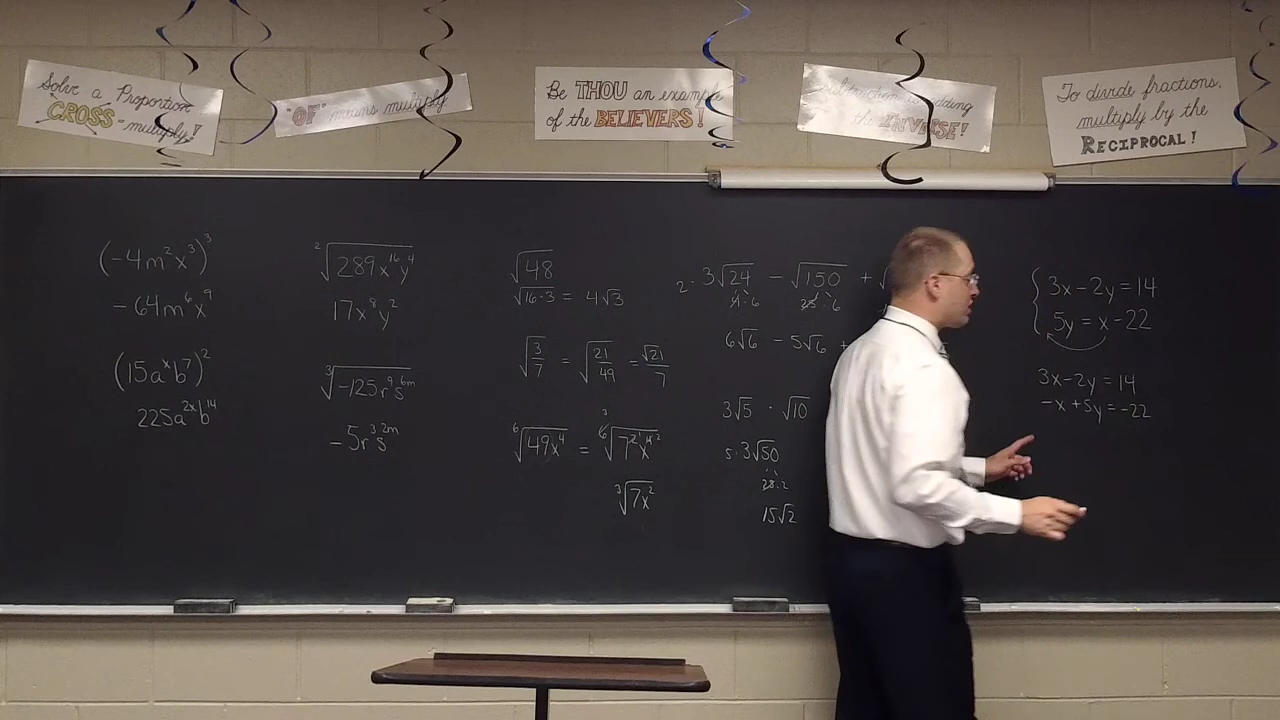 Solve a Proportion
CROSS-multiply!
"OF" means multiply
Be THOU an example
of the BELIEVERS!
Subtraction is adding
the INVERSE!
To divide fractions,
multiply by the
RECIPROCAL!
(-4m²x³)³
-64m⁶x⁹
(15aˣb⁷)²
225a²ˣb¹⁴
²√289x¹⁶y⁴
17x⁸y²
³√-125r⁹s⁶ᵐ
-5r³s²ᵐ
√48
√16·3 = 4√3
√3/7 = √21/49 = √21/7
⁶√49x⁴ = ⁶√7²x⁴
³√7x²
2·3√24 - √150 +
4·6 25·6
6√6 - 5√6 +
3√5 · √10
5·3√50
25·2
15√2
3x-2y=14
5y=x-22
3x-2y=14
-x+5y=-22